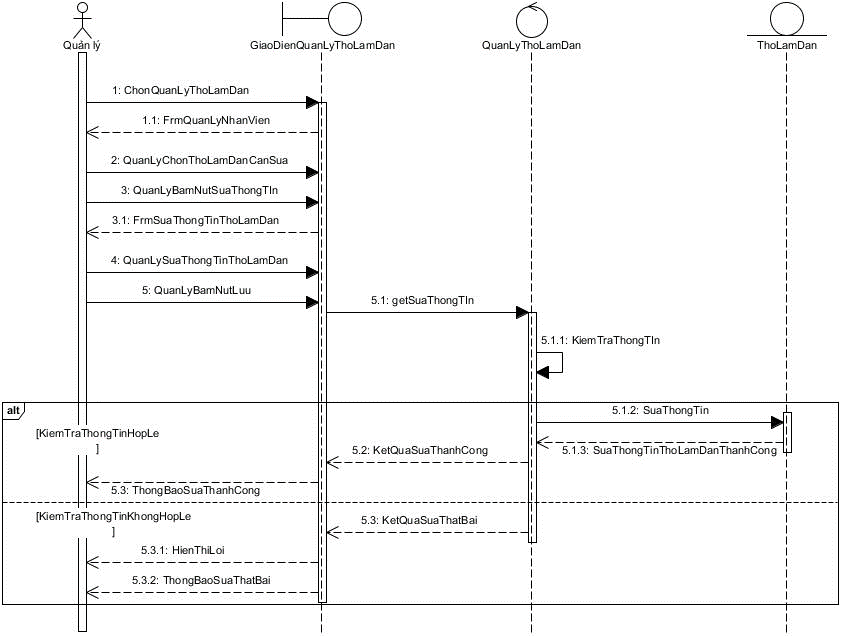 Quản lý
GiaoDienQuanLyThoLamDan
QuanLyThoLamDan
ThoLamDan
1: ChonQuanLyThoLamDan
1.1: FrmQuanLyNhanVien
2: QuanLyChonThoLamDanCanSua
3: QuanLyBamNutSuaThongTIn
3.1: FrmSuaThongTinThoLamDan
4: QuanLySuaThongTinThoLamDan
5: QuanLyBamNutLuu
5.1: getSuaThongTIn
5.1.1: KiemTraThongTIn
alt
5.1.2: SuaThongTin
[KiemTraThongTinHopLe
]
5.2: KetQuaSuaThanhCong
5.1.3: SuaThongTinThoLamDanThanhCong
5.3: ThongBaoSuaThanhCong
[KiemTraThongTinKhongHopLe
]
5.3: KetQuaSuaThatBai
5.3.1: HienThiLoi
5.3.2: ThongBaoSuaThatBai